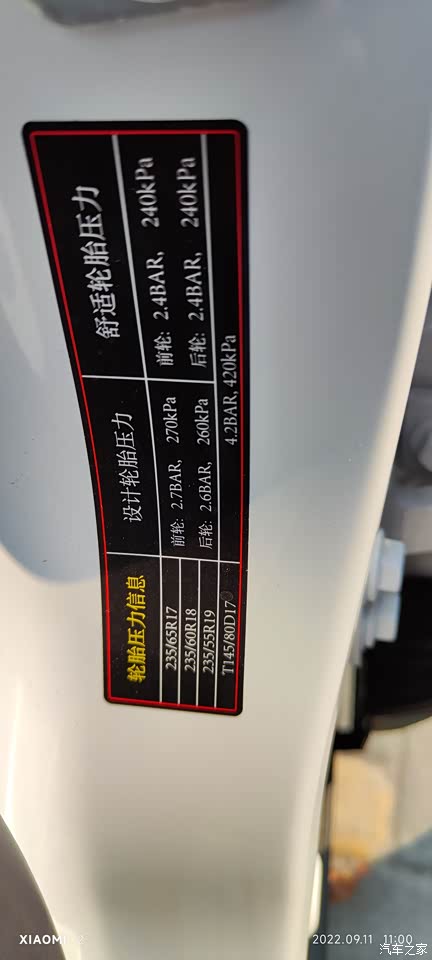 轮胎压力信息 设计轮胎压力 舒适轮胎压力
235/65R17
235/60R18
235/55R19
前轮: 2.7BAR, 270kPa
后轮: 2.6BAR, 260kPa
前轮: 2.4BAR, 240kPa
后轮: 2.4BAR, 240kPa
T145/80D17 4.2BAR, 420kPa
XIAOMI
2022.09.11 11:00
汽车之家